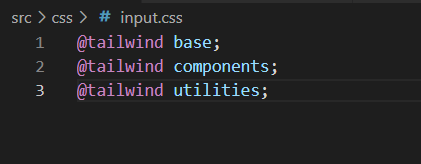 src > css > # input.css
1 @tailwind base;
2 @tailwind components;
3 @tailwind utilities;